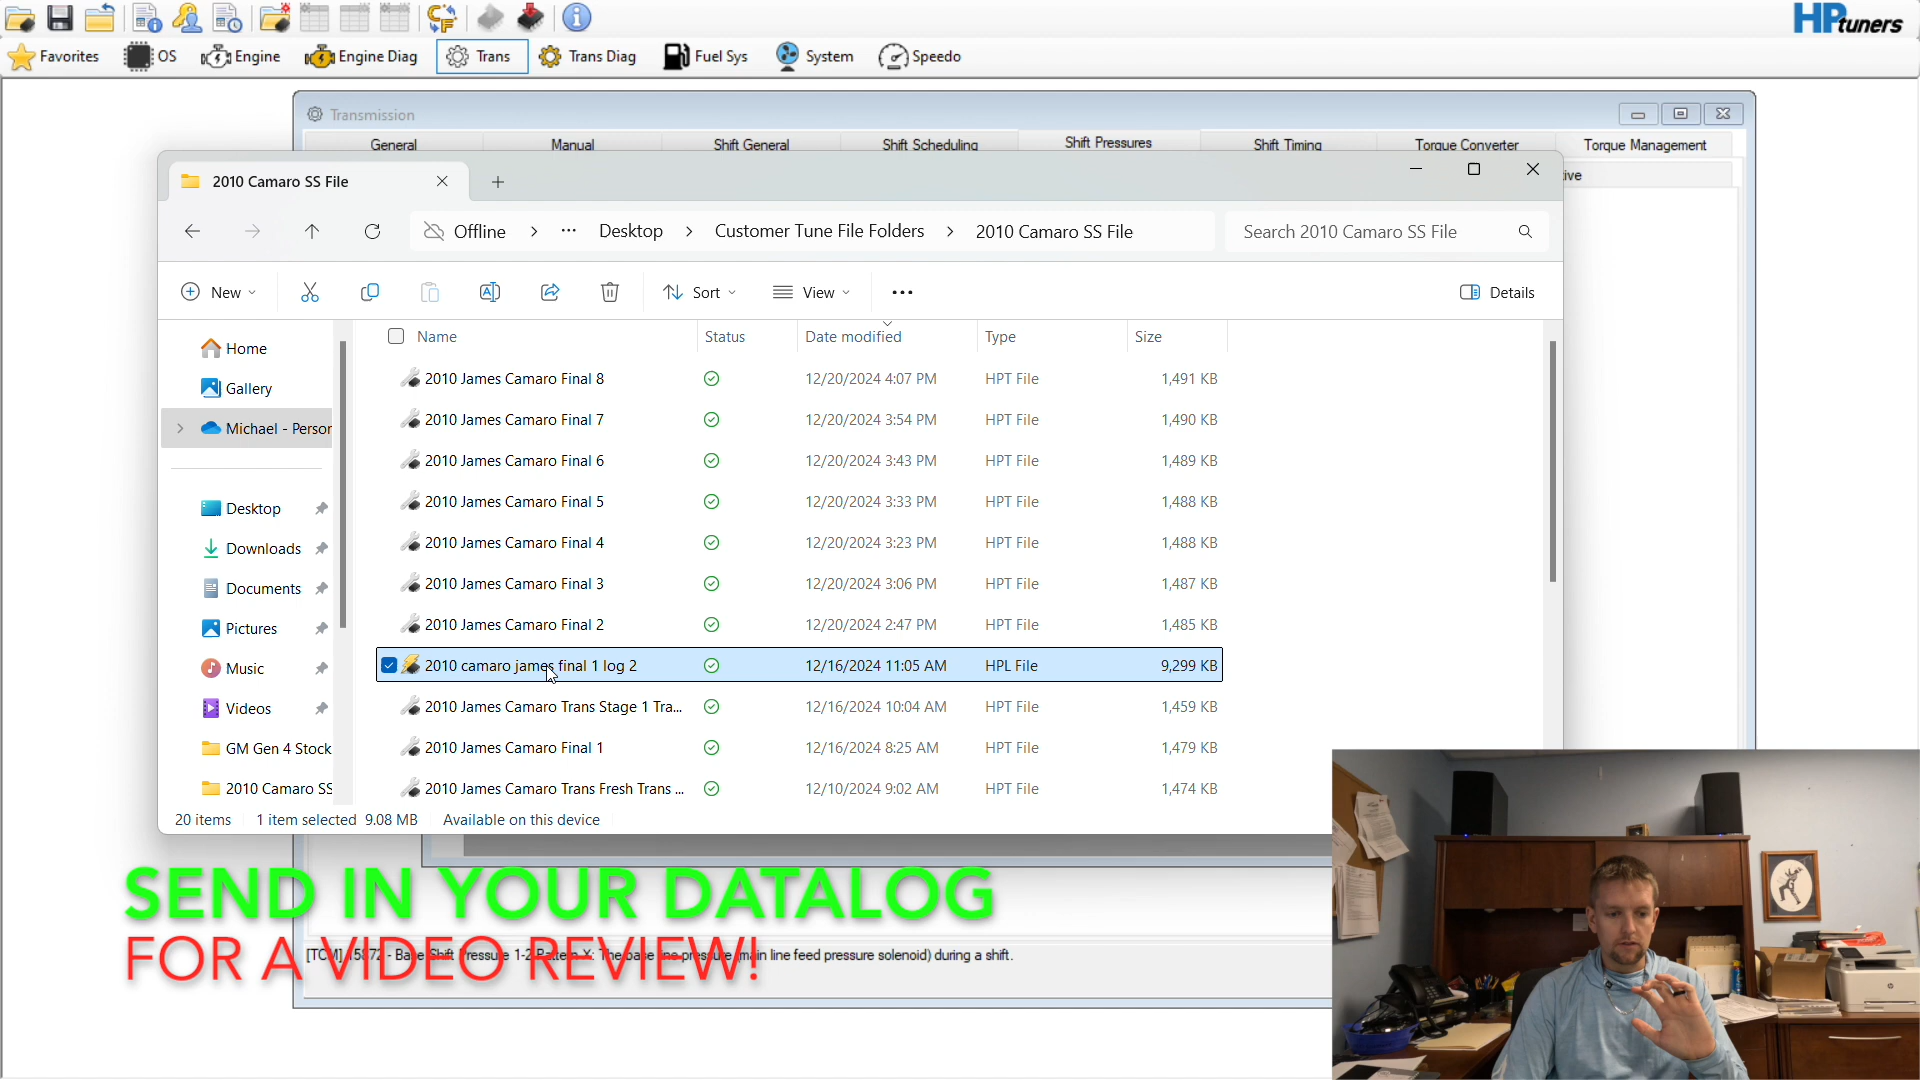 HPtuners
Favorites
OS
Engine
Engine Diag
Trans
Trans Diag
Fuel Sys
System
Speedo
Transmission
General
Manual
Shift General
Shift Scheduling
Shift Pressures
Shift Timing
Torque Converter
Torque Management
ive
2010 Camaro SS File
Offline > ... Desktop > Customer Tune File Folders > 2010 Camaro SS File
Search 2010 Camaro SS File
New
Sort
View
Details
Home
Gallery
Michael - Persor
Desktop
Downloads
Documents
Pictures
Music
Videos
GM Gen 4 Stock
2010 Camaro SS
Name Status Date modified Type Size
2010 James Camaro Final 8 12/20/2024 4:07 PM HPT File 1,491 KB
2010 James Camaro Final 7 12/20/2024 3:54 PM HPT File 1,490 KB
2010 James Camaro Final 6 12/20/2024 3:43 PM HPT File 1,489 KB
2010 James Camaro Final 5 12/20/2024 3:33 PM HPT File 1,488 KB
2010 James Camaro Final 4 12/20/2024 3:23 PM HPT File 1,488 KB
2010 James Camaro Final 3 12/20/2024 3:06 PM HPT File 1,487 KB
2010 James Camaro Final 2 12/20/2024 2:47 PM HPT File 1,485 KB
2010 camaro james final 1 log 2 12/16/2024 11:05 AM HPL File 9,299 KB
2010 James Camaro Trans Stage 1 Tra... 12/16/2024 10:04 AM HPT File 1,459 KB
2010 James Camaro Final 1 12/16/2024 8:25 AM HPT File 1,479 KB
2010 James Camaro Trans Fresh Trans ... 12/10/2024 9:02 AM HPT File 1,474 KB
20 items 1 item selected 9.08 MB Available on this device
SEND IN YOUR DATALOG
FOR A VIDEO REVIEW!
[TCM] 15872 - Base Shift Pressure 1-2 Pattern X: The base line pressure (main line feed pressure solenoid) during a shift.